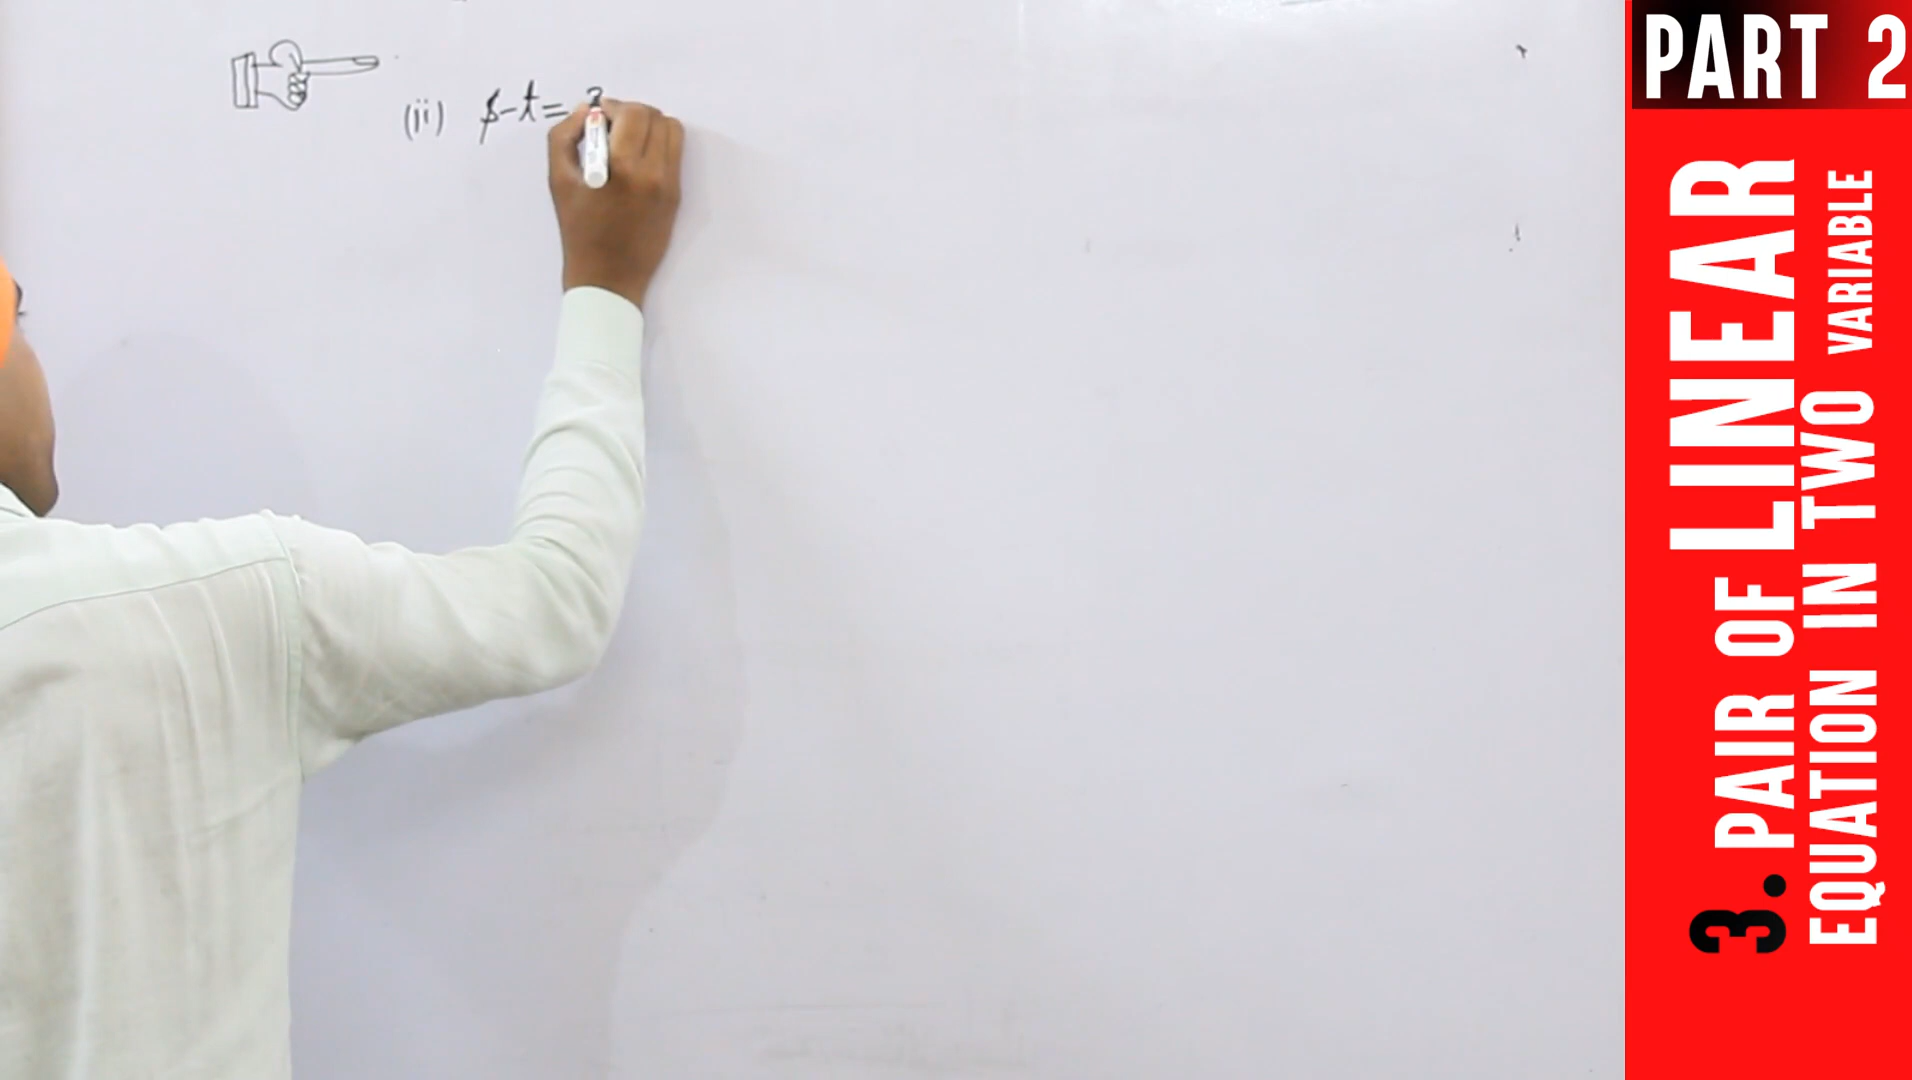 (ii) s-t=3
PART 2
3. PAIR OF LINEAR
EQUATION IN TWO VARIABLE